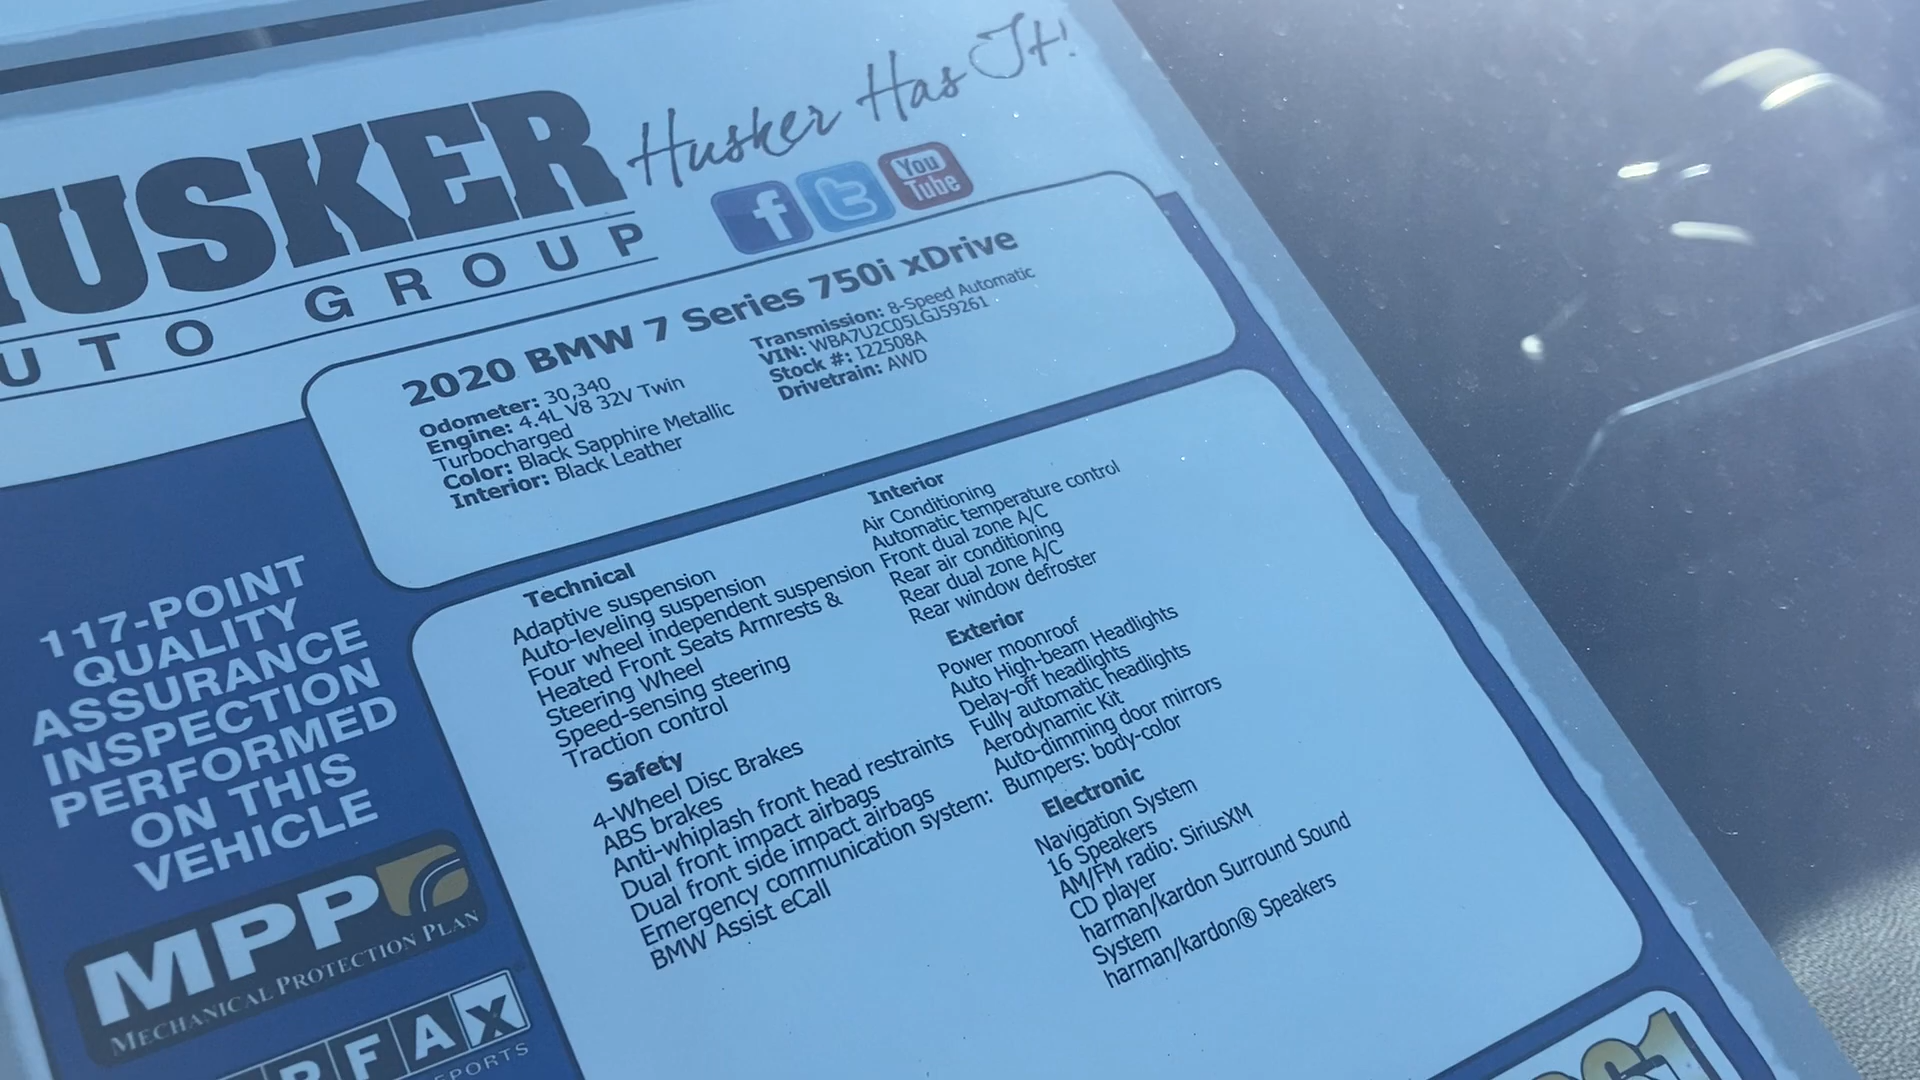 HUSKER
Husker Has It!
AUTO GROUP
f
t
You
Tube
2020 BMW 7 Series 750i xDrive
Odometer: 30,340
Engine: 4.4L V8 32V Twin
Turbocharged
Color: Black Sapphire Metallic
Interior: Black Leather
Transmission: 8-Speed Automatic
VIN: WBA7U2C05LGJ59261
Stock #: I22508A
Drivetrain: AWD
117-POINT
QUALITY
ASSURANCE
INSPECTION
PERFORMED
ON THIS
VEHICLE
MPP
MECHANICAL PROTECTION PLAN
RFAX
EPORTS
Technical
Adaptive suspension
Auto-leveling suspension
Four wheel independent suspension
Heated Front Seats Armrests &
Steering Wheel
Speed-sensing steering
Traction control
Safety
4-Wheel Disc Brakes
ABS brakes
Anti-whiplash front head restraints
Dual front impact airbags
Dual front side impact airbags
Emergency communication system:
BMW Assist eCall
Interior
Air Conditioning
Automatic temperature control
Front dual zone A/C
Rear air conditioning
Rear dual zone A/C
Rear window defroster
Exterior
Power moonroof
Auto High-beam Headlights
Delay-off headlights
Fully automatic headlights
Aerodynamic Kit
Auto-dimming door mirrors
Bumpers: body-color
Electronic
Navigation System
16 Speakers
AM/FM radio: SiriusXM
CD player
harman/kardon Surround Sound
System
harman/kardon® Speakers